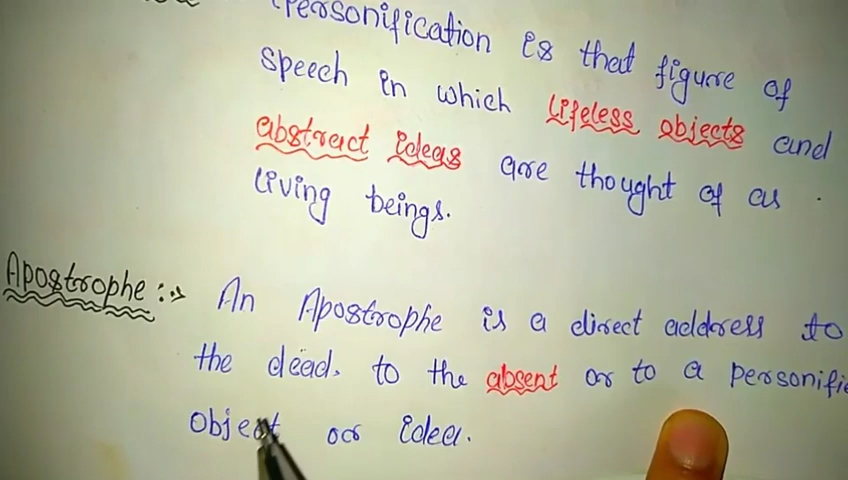 Personification is that figure of
speech in which lifeless objects and
abstract ideas are thought of as
living beings.
Apostrophe :-> An Apostrophe is a direct address to
the dead, to the absent or to a personifie
object or idea.